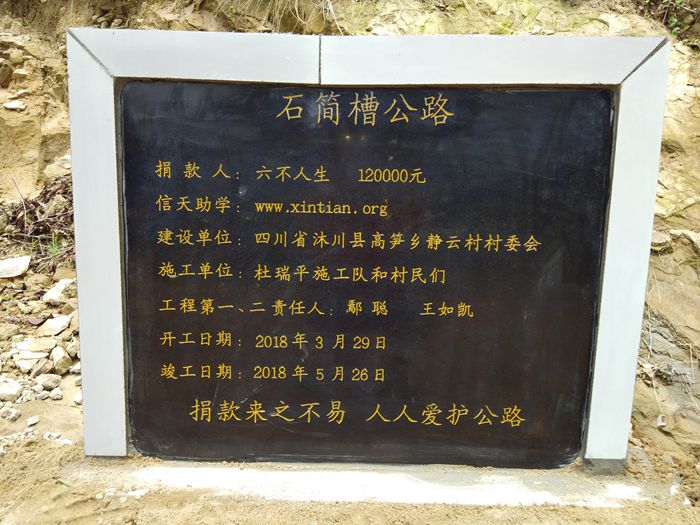 石简槽公路
捐 款 人：六不人生 120000元
信天助学：www.xintian.org
建设单位：四川省沐川县高笋乡静云村村委会
施工单位：杜瑞平施工队和村民们
工程第一、二责任人：鄢 聪 王如凯
开工日期：2018 年 3 月 29 日
竣工日期：2018 年 5 月 26 日
捐款来之不易 人人爱护公路